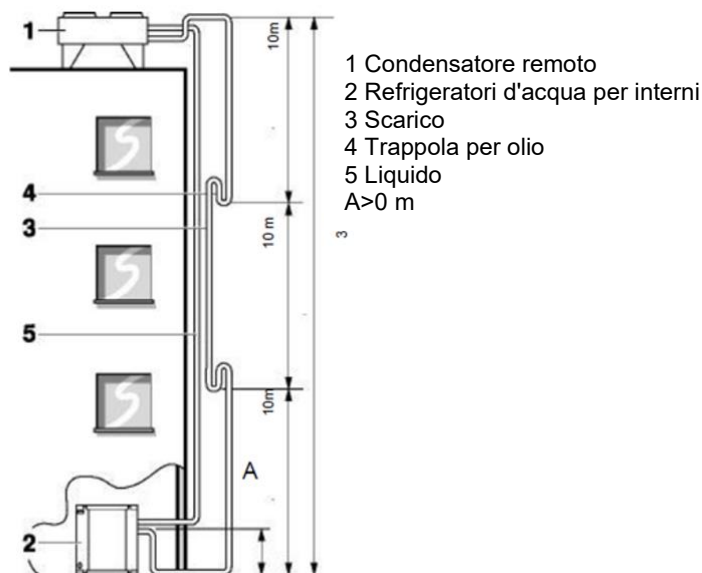 1
10m
1 Condensatore remoto
2 Refrigeratori d'acqua per interni
3 Scarico
4 Trappola per olio
5 Liquido
A>0 m
4
3
10 m
3
5
10m
A
2